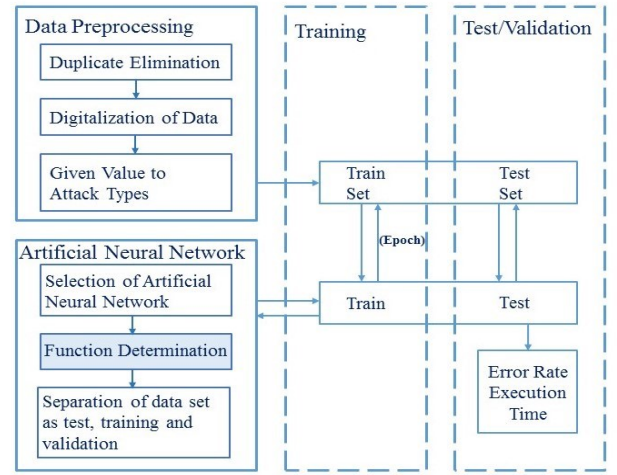 Data Preprocessing
Duplicate Elimination
Digitalization of Data
Given Value to
Attack Types
Artificial Neural Network
Selection of Artificial
Neural Network
Function Determination
Separation of data set
as test, training and
validation
Training
Test/Validation
Train
Set
Test
Set
(Epoch)
Train
Test
Error Rate
Execution
Time